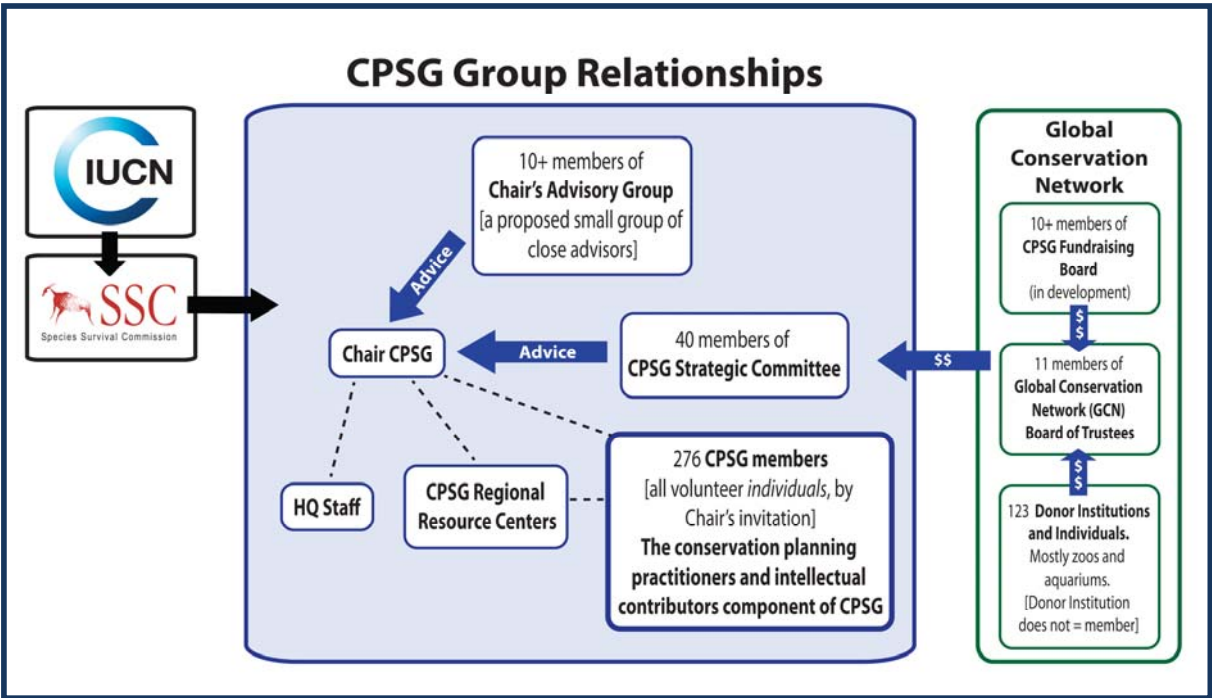 CPSG Group Relationships
IUCN
SSC
Species Survival Commission
10+ members of
Chair's Advisory Group
[a proposed small group of
close advisors]
Advice
Chair CPSG
Advice
40 members of
CPSG Strategic Committee
HQ Staff
CPSG Regional
Resource Centers
276 CPSG members
[all volunteer individuals, by
Chair's invitation]
The conservation planning
practitioners and intellectual
contributors component of CPSG
$$
Global
Conservation
Network
10+ members of
CPSG Fundraising
Board
(in development)
$
$
11 members of
Global Conservation
Network (GCN)
Board of Trustees
$
$
123 Donor Institutions
and Individuals.
Mostly zoos and
aquariums.
[Donor Institution
does not = member]